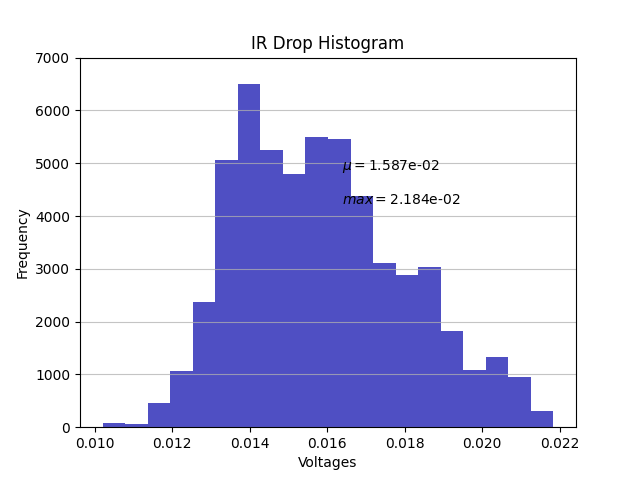 IR Drop Histogram
7000
6000
5000
4000
3000
2000
1000
0
Frequency
μ = 1.587e-02
max = 2.184e-02
0.010 0.012 0.014 0.016 0.018 0.020 0.022
Voltages